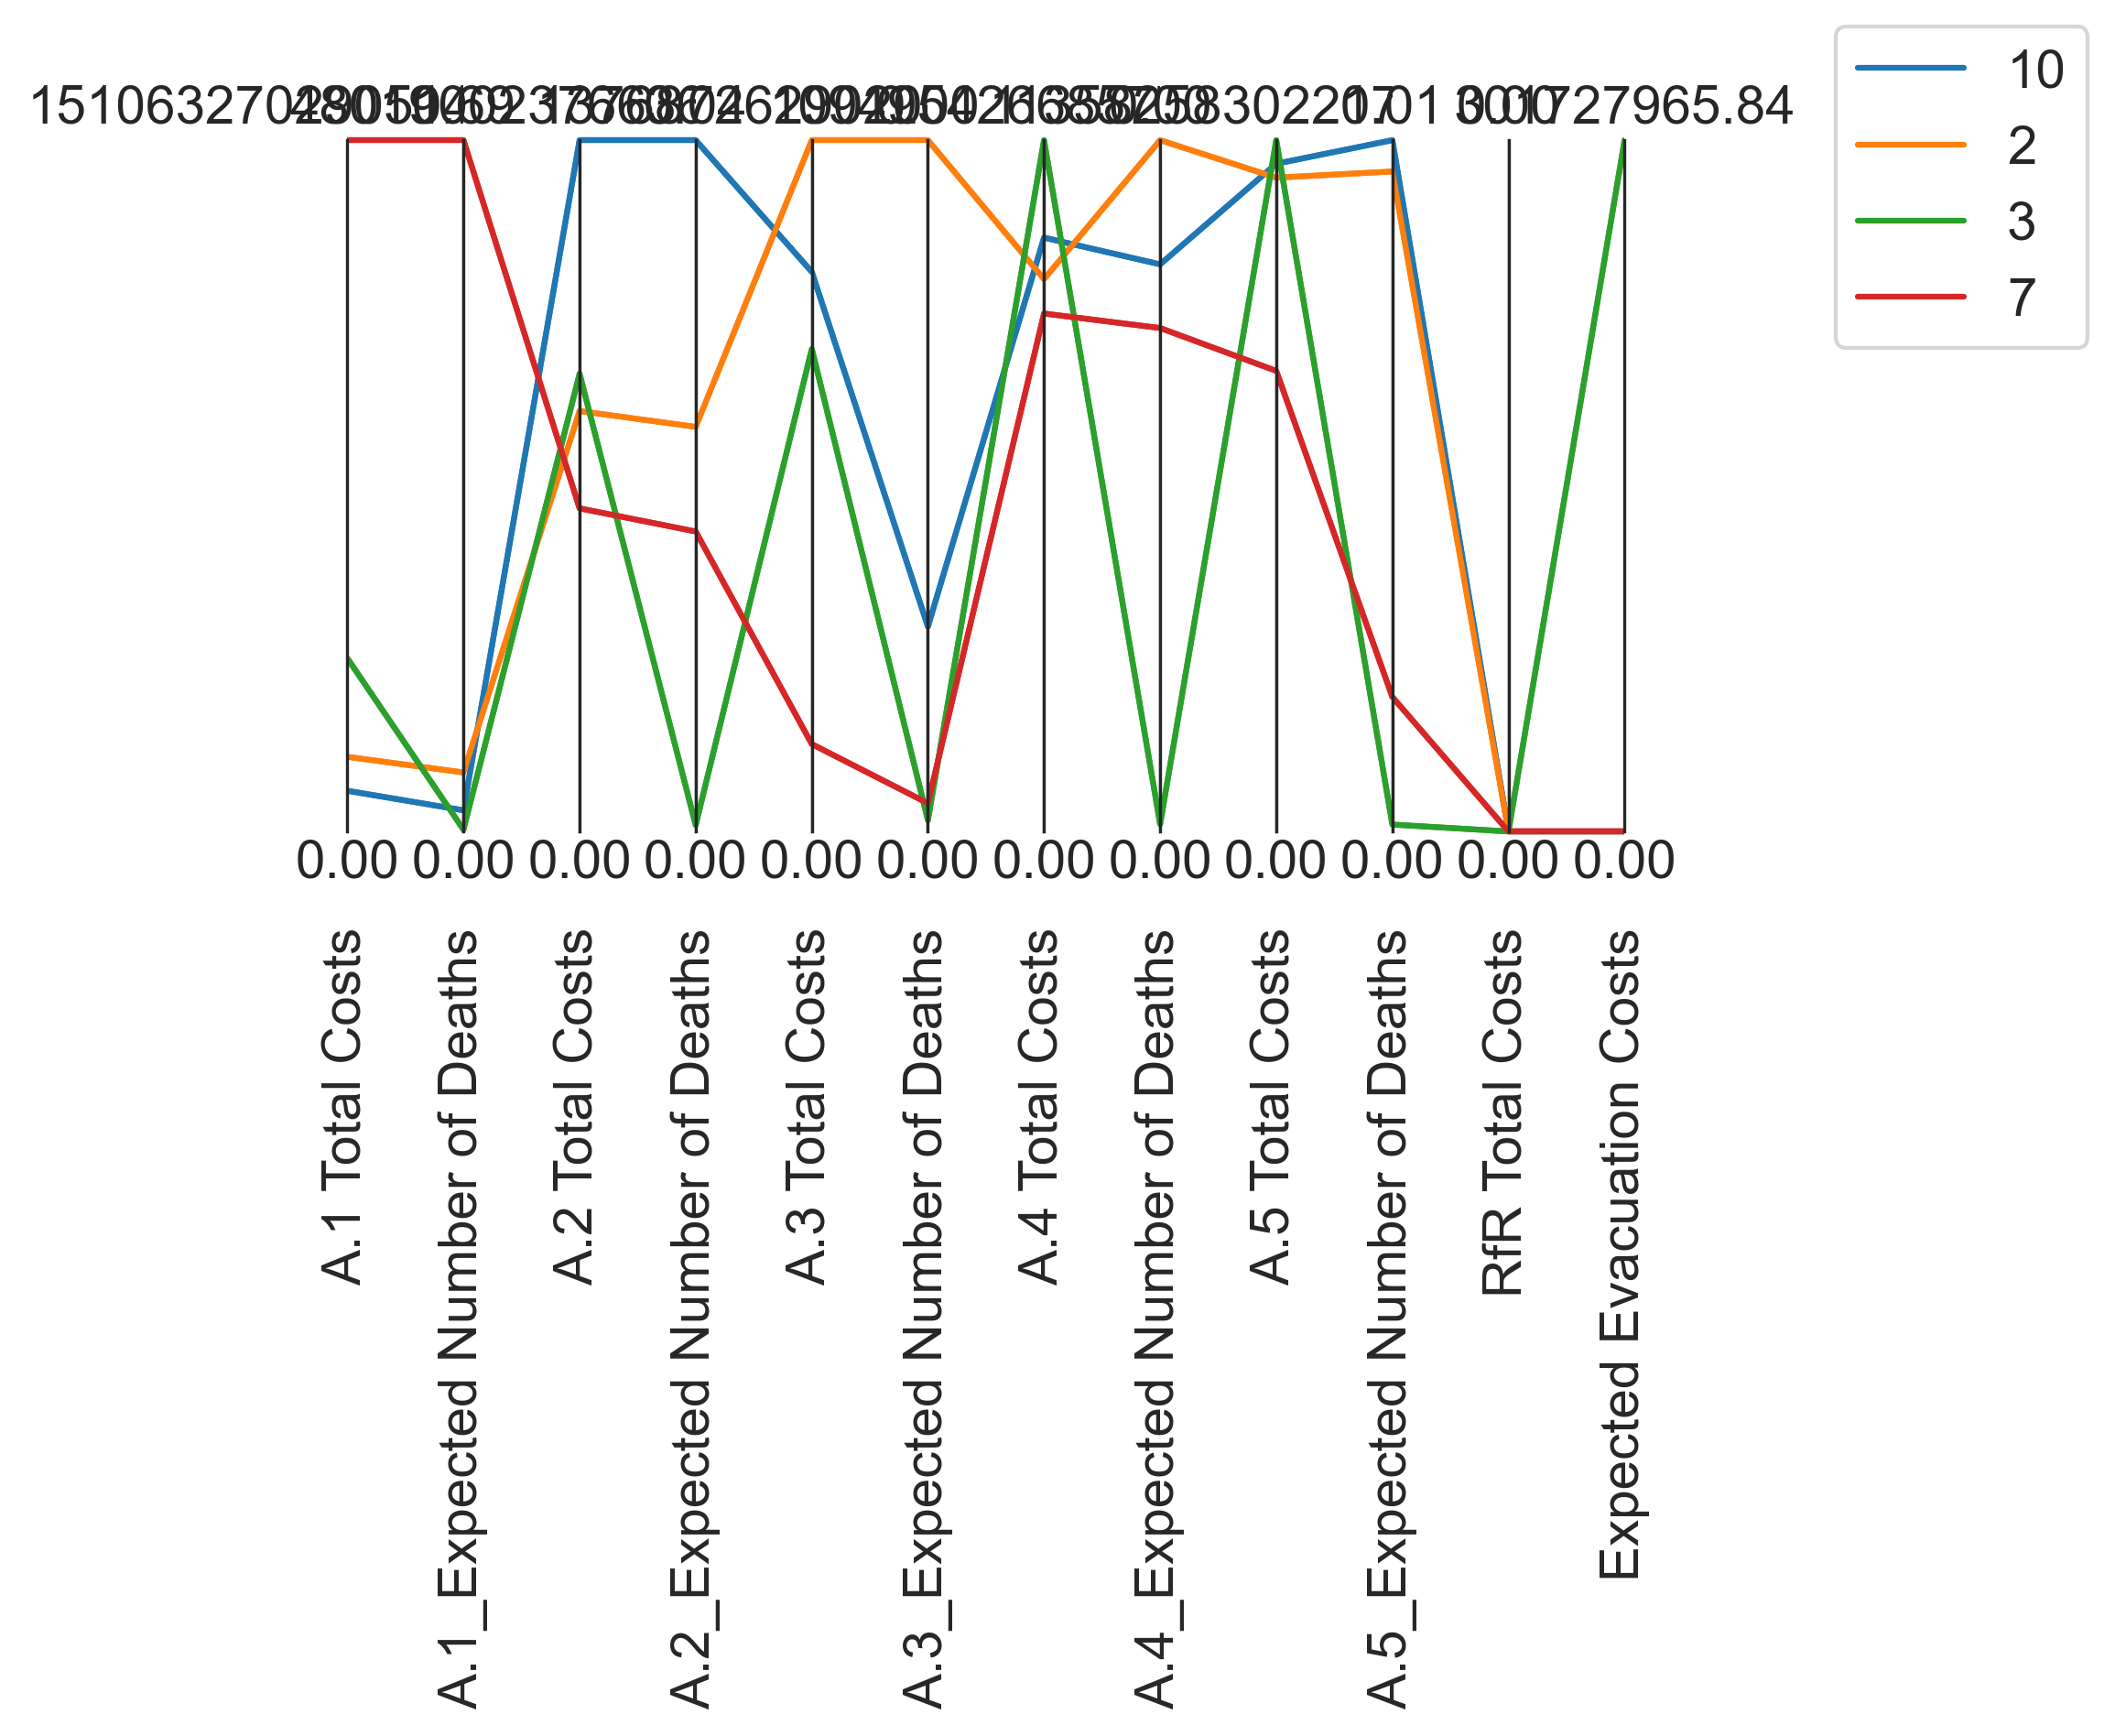 10
2
3
7
0.00 0.00 0.00 0.00 0.00 0.00 0.00 0.00 0.00 0.00 0.00 0.00
A.1 Total Costs
A.1_Expected Number of Deaths
A.2 Total Costs
A.2_Expected Number of Deaths
A.3 Total Costs
A.3_Expected Number of Deaths
A.4 Total Costs
A.4_Expected Number of Deaths
A.5 Total Costs
A.5_Expected Number of Deaths
RfR Total Costs
Expected Evacuation Costs